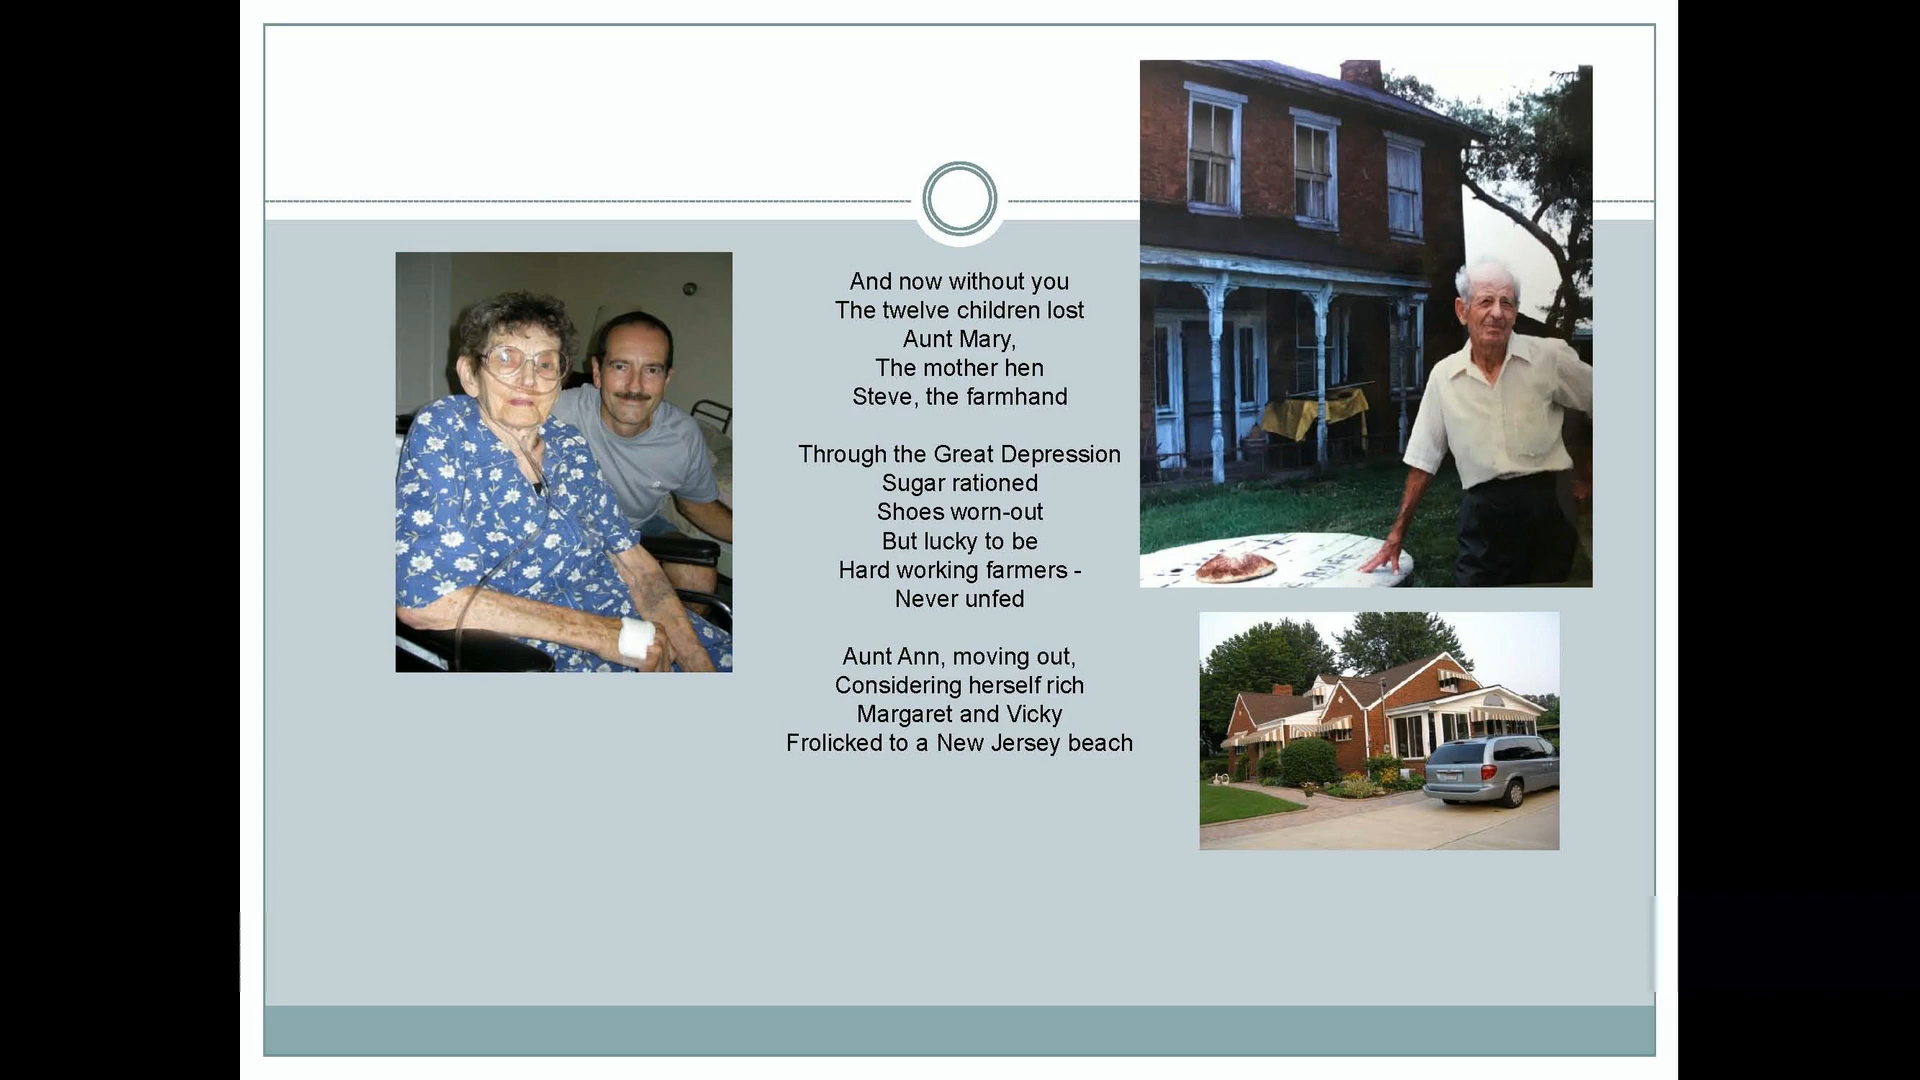 And now without you
The twelve children lost
Aunt Mary,
The mother hen
Steve, the farmhand
Through the Great Depression
Sugar rationed
Shoes worn-out
But lucky to be
Hard working farmers -
Never unfed
Aunt Ann, moving out,
Considering herself rich
Margaret and Vicky
Frolicked to a New Jersey beach